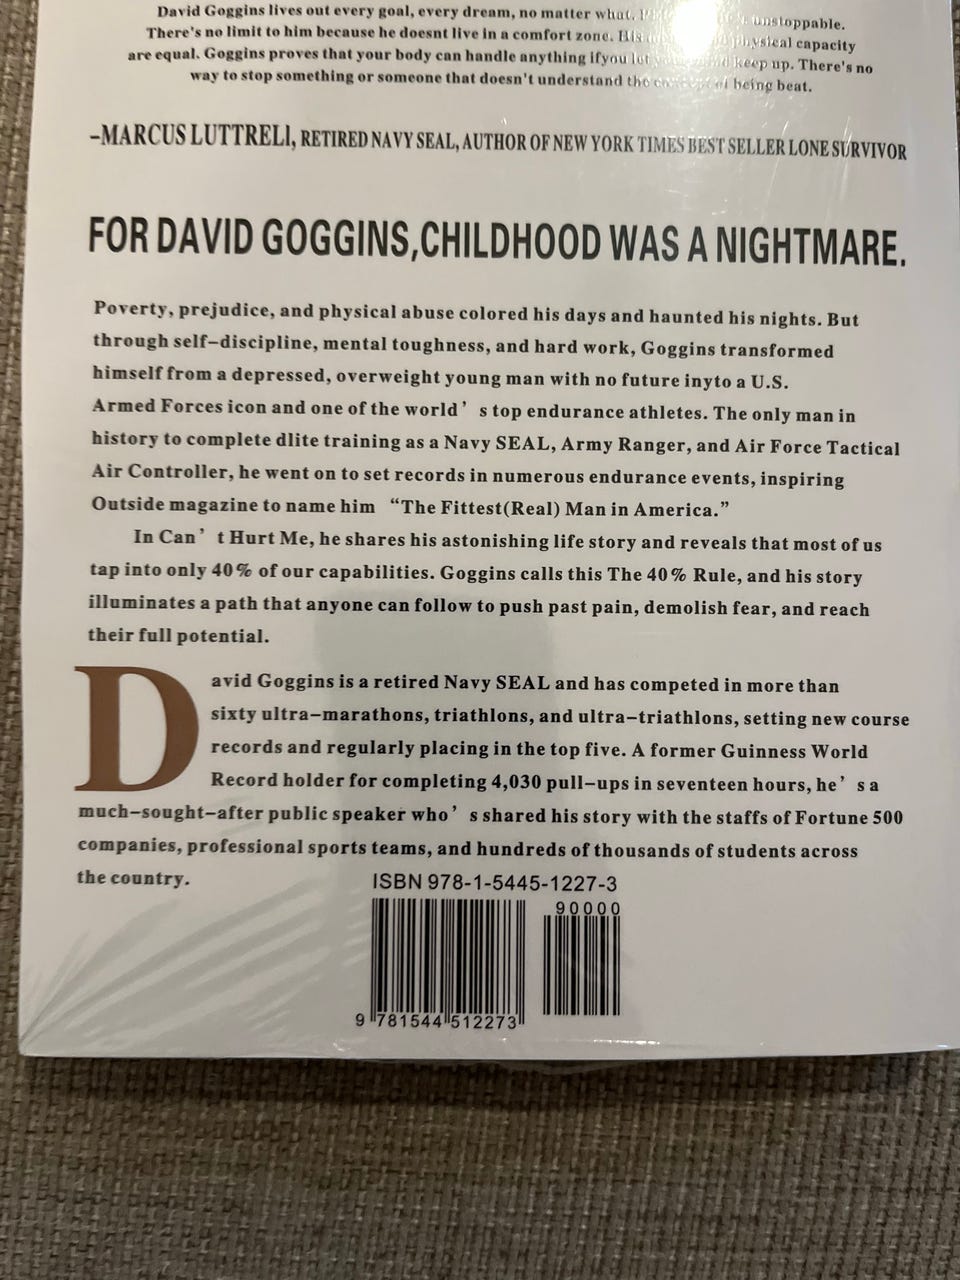 David Goggins lives out every goal, every dream, no matter what. unstoppable.
There's no limit to him because he doesnt live in a comfort zone. His physical capacity
are equal. Goggins proves that your body can handle anything ifyou let keep up. There's no
way to stop something or someone that doesn't understand the of being beat.
–MARCUS LUTTRELI, RETIRED NAVY SEAL, AUTHOR OF NEW YORK TIMES BEST SELLER LONE SURVIVOR
FOR DAVID GOGGINS,CHILDHOOD WAS A NIGHTMARE.
Poverty, prejudice, and physical abuse colored his days and haunted his nights. But
through self–discipline, mental toughness, and hard work, Goggins transformed
himself from a depressed, overweight young man with no future inyto a U.S.
Armed Forces icon and one of the world’ s top endurance athletes. The only man in
history to complete dlite training as a Navy SEAL, Army Ranger, and Air Force Tactical
Air Controller, he went on to set records in numerous endurance events, inspiring
Outside magazine to name him “The Fittest(Real) Man in America.”
In Can’ t Hurt Me, he shares his astonishing life story and reveals that most of us
tap into only 40% of our capabilities. Goggins calls this The 40% Rule, and his story
illuminates a path that anyone can follow to push past pain, demolish fear, and reach
their full potential.
David Goggins is a retired Navy SEAL and has competed in more than
sixty ultra–marathons, triathlons, and ultra–triathlons, setting new course
records and regularly placing in the top five. A former Guinness World
Record holder for completing 4,030 pull–ups in seventeen hours, he’ s a
much–sought–after public speaker who’ s shared his story with the staffs of Fortune 500
companies, professional sports teams, and hundreds of thousands of students across
the country.
ISBN 978-1-5445-1227-3
90000
9 781544 512273